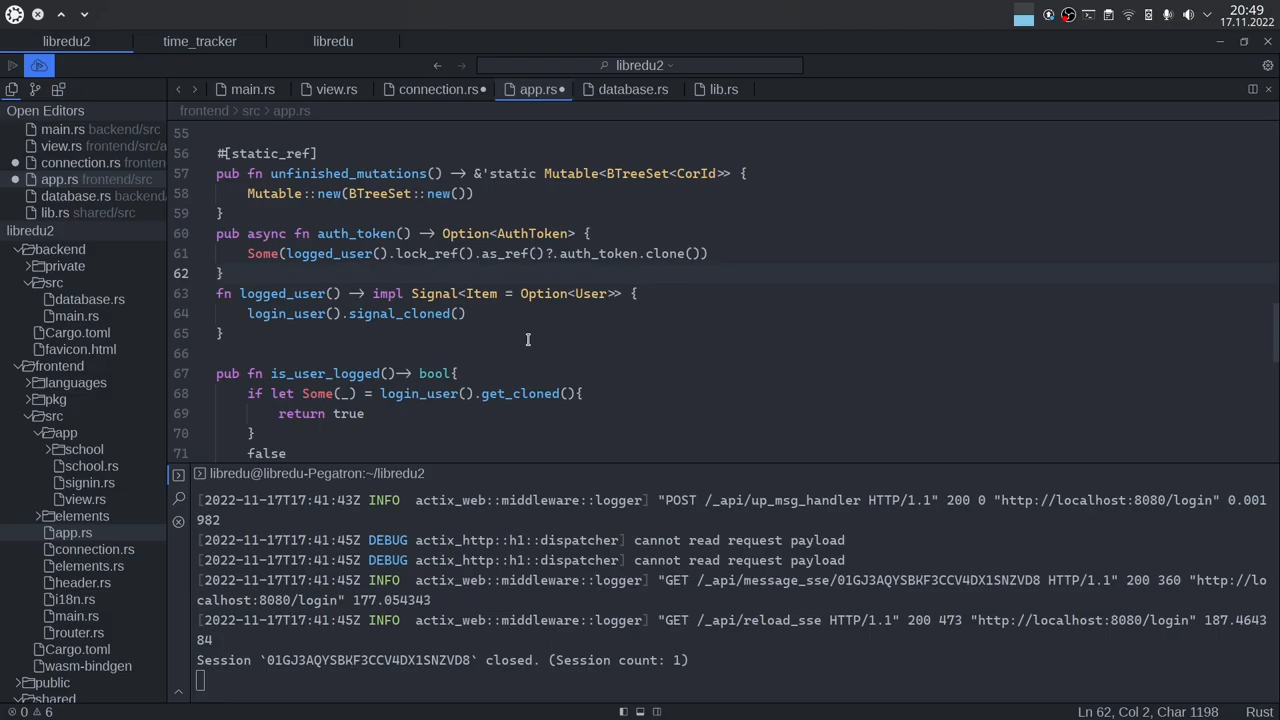 20:49
17.11.2022
libredu2
time_tracker
libredu
libredu2
main.rs
view.rs
connection.rs
app.rs
database.rs
lib.rs
Open Editors
main.rs backend/src
view.rs frontend/src/a
connection.rs fronten
app.rs frontend/src
database.rs backend/
lib.rs shared/src
libredu2
backend
private
src
database.rs
main.rs
Cargo.toml
favicon.html
frontend
languages
pkg
src
app
school
school.rs
signin.rs
view.rs
elements
app.rs
connection.rs
elements.rs
header.rs
i18n.rs
main.rs
router.rs
Cargo.toml
wasm-bindgen
public
shared
frontend > src > app.rs
55
56 #[static_ref]
57 pub fn unfinished_mutations() -> &'static Mutable<BTreeSet<CorId>> {
58 Mutable::new(BTreeSet::new())
59 }
60 pub async fn auth_token() -> Option<AuthToken> {
61 Some(logged_user().lock_ref().as_ref()?.auth_token.clone())
62 }
63 fn logged_user() -> impl Signal<Item = Option<User>> {
64 login_user().signal_cloned()
65 }
66
67 pub fn is_user_logged()-> bool{
68 if let Some(_) = login_user().get_cloned(){
69 return true
70 }
71 false
libredu@libredu-Pegatron:~/libredu2
[2022-11-17T17:41:43Z INFO  actix_web::middleware::logger] "POST /_api/up_msg_handler HTTP/1.1" 200 0 "http://localhost:8080/login" 0.001
982
[2022-11-17T17:41:45Z DEBUG actix_http::h1::dispatcher] cannot read request payload
[2022-11-17T17:41:45Z DEBUG actix_http::h1::dispatcher] cannot read request payload
[2022-11-17T17:41:45Z INFO  actix_web::middleware::logger] "GET /_api/message_sse/01GJ3AQYSBKF3CCV4DX1SNZVD8 HTTP/1.1" 200 360 "http://lo
calhost:8080/login" 177.054343
[2022-11-17T17:41:45Z INFO  actix_web::middleware::logger] "GET /_api/reload_sse HTTP/1.1" 200 473 "http://localhost:8080/login" 187.4643
84
Session `01GJ3AQYSBKF3CCV4DX1SNZVD8` closed. (Session count: 1)
0 6
Ln 62, Col 2, Char 1198
Rust